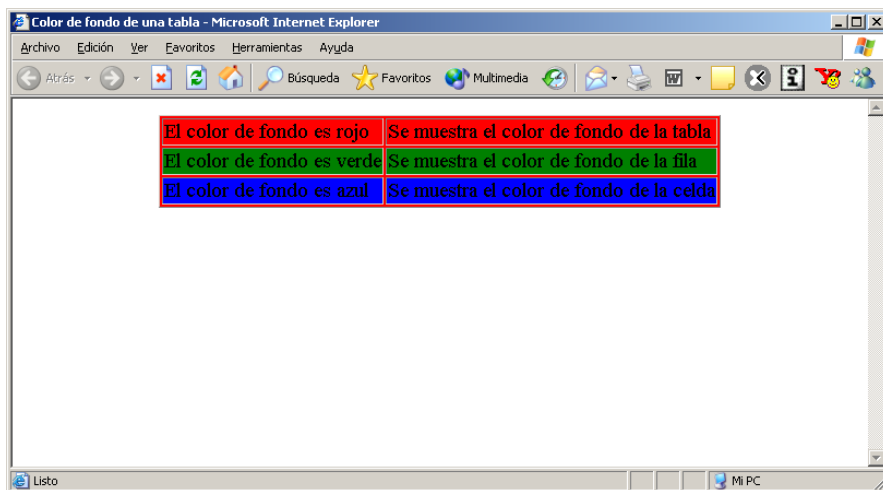 Color de fondo de una tabla - Microsoft Internet Explorer
Archivo Edición Ver Favoritos Herramientas Ayuda
Atrás Búsqueda Favoritos Multimedia
El color de fondo es rojo Se muestra el color de fondo de la tabla
El color de fondo es verde Se muestra el color de fondo de la fila
El color de fondo es azul Se muestra el color de fondo de la celda
Listo Mi PC